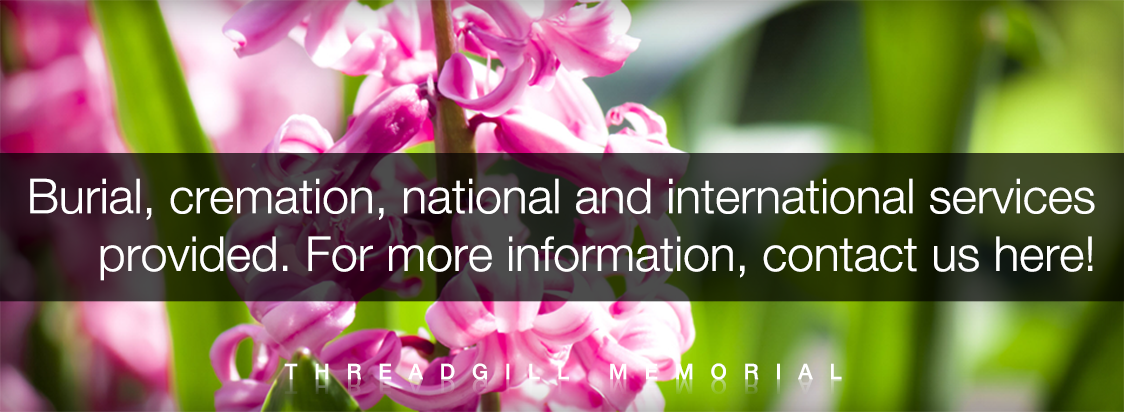 Burial, cremation, national and international services
provided. For more information, contact us here!
THREADGILL MEMORIAL